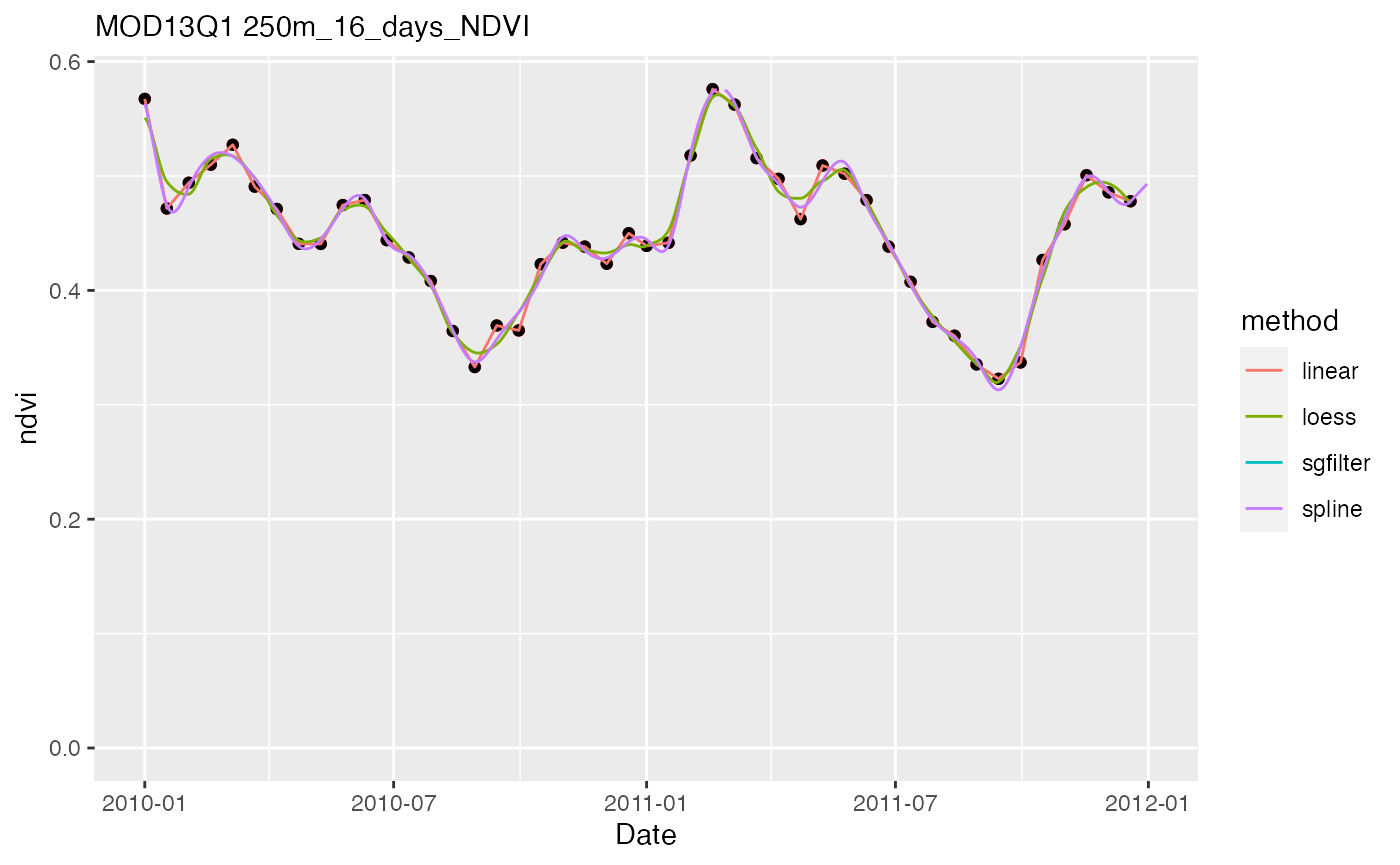 MOD13Q1 250m_16_days_NDVI
0.6
0.4
0.2
0.0
ndvi
2010-01 2010-07 2011-01 2011-07 2012-01
Date
method
linear
loess
sgfilter
spline